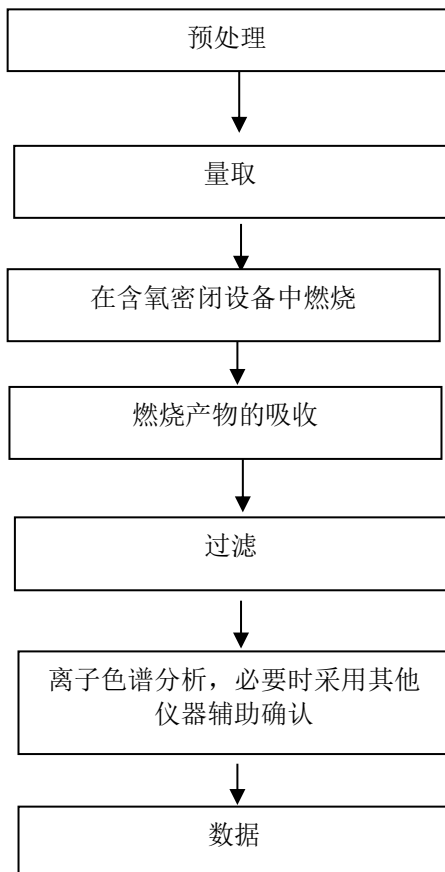 预处理
量取
在含氧密闭设备中燃烧
燃烧产物的吸收
过滤
离子色谱分析，必要时采用其他
仪器辅助确认
数据